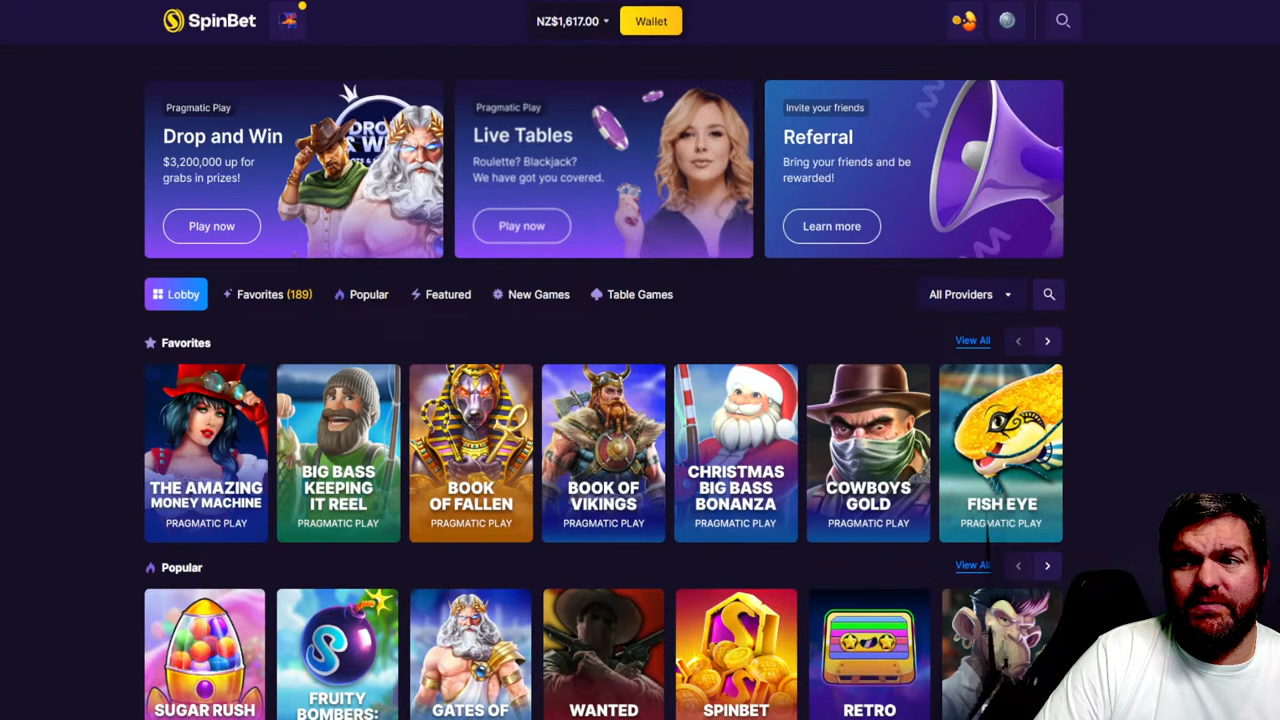 SpinBet
NZ$1,617.00
Wallet
Pragmatic Play
Drop and Win
$3,200,000 up for
grabs in prizes!
Play now
Pragmatic Play
Live Tables
Roulette? Blackjack?
We have got you covered.
Play now
Invite your friends
Referral
Bring your friends and be
rewarded!
Learn more
Lobby
Favorites (189)
Popular
Featured
New Games
Table Games
All Providers
Favorites
View All
THE AMAZING
MONEY MACHINE
PRAGMATIC PLAY
BIG BASS
KEEPING
IT REEL
PRAGMATIC PLAY
BOOK
OF FALLEN
PRAGMATIC PLAY
BOOK OF
VIKINGS
PRAGMATIC PLAY
CHRISTMAS
BIG BASS
BONANZA
PRAGMATIC PLAY
COWBOYS
GOLD
PRAGMATIC PLAY
FISH EYE
PRAGMATIC PLAY
Popular
View All
SUGAR RUSH
FRUITY
BOMBERS:
GATES OF
WANTED
SPINBET
RETRO